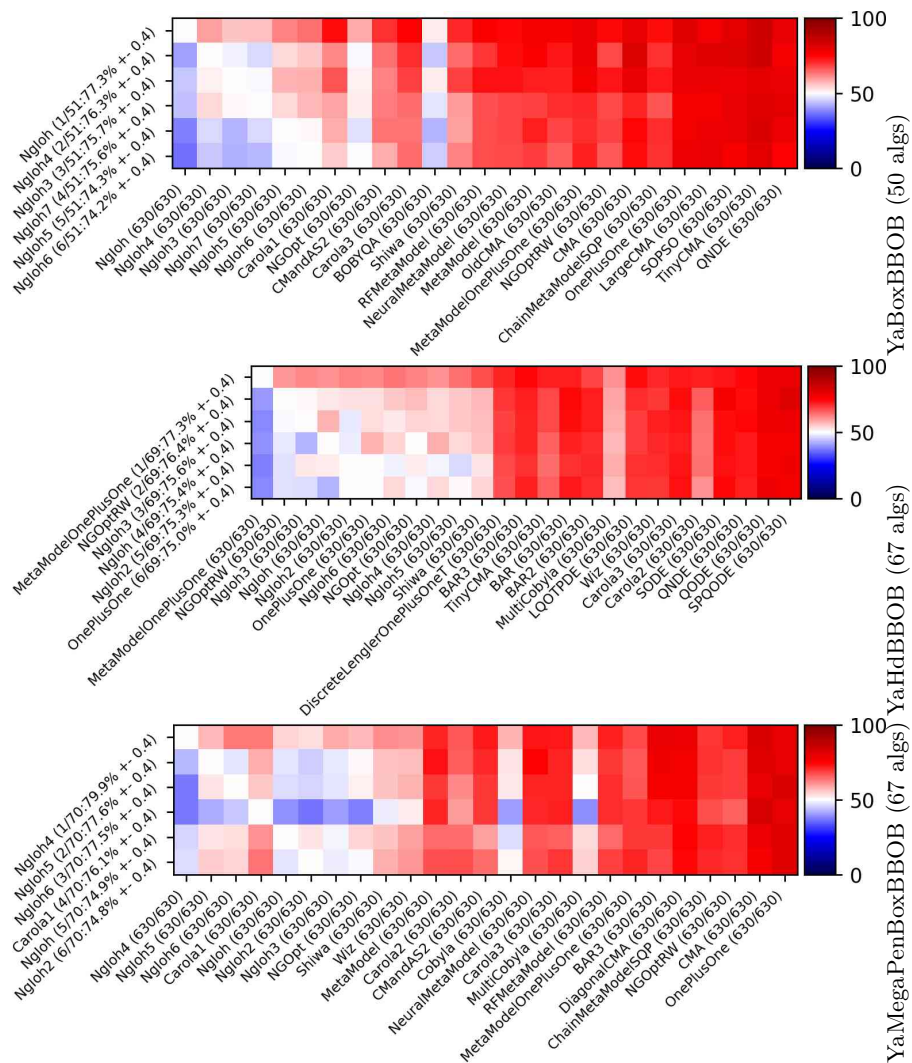 Ngloh (1/51:77.3% +- 0.4)
Ngloh4 (2/51:76.3% +- 0.4)
Ngloh3 (3/51:75.7% +- 0.4)
Ngloh7 (4/51:75.6% +- 0.4)
Ngloh5 (5/51:74.3% +- 0.4)
Ngloh6 (6/51:74.2% +- 0.4)
Ngloh (630/630)
Ngloh4 (630/630)
Ngloh3 (630/630)
Ngloh7 (630/630)
Ngloh5 (630/630)
Ngloh6 (630/630)
Carola1 (630/630)
NGOpt (630/630)
CMandAS2 (630/630)
Carola3 (630/630)
BOBYQA (630/630)
Shiwa (630/630)
RFMetaModel (630/630)
NeuralMetaModel (630/630)
MetaModel (630/630)
OldCMA (630/630)
MetaModelOnePlusOne (630/630)
NGOptRW (630/630)
CMA (630/630)
ChainMetaModelSQP (630/630)
OnePlusOne (630/630)
LargeCMA (630/630)
SOPSO (630/630)
TinyCMA (630/630)
QNDE (630/630)
100
50
0
YaBoxBBOB (50 algs)
MetaModelOnePlusOne (1/69:77.3% +- 0.4)
NGOptRW (2/69:76.4% +- 0.4)
Ngloh3 (3/69:75.6% +- 0.4)
Ngloh (4/69:75.4% +- 0.4)
Ngloh2 (5/69:75.3% +- 0.4)
OnePlusOne (6/69:75.0% +- 0.4)
MetaModelOnePlusOne (630/630)
NGOptRW (630/630)
Ngloh3 (630/630)
Ngloh (630/630)
Ngloh2 (630/630)
OnePlusOne (630/630)
Ngloh6 (630/630)
NGOpt (630/630)
Ngloh4 (630/630)
Ngloh5 (630/630)
Shiwa (630/630)
DiscreteLenglerOnePlusOneT (630/630)
BAR3 (630/630)
TinyCMA (630/630)
BAR (630/630)
BAR2 (630/630)
MultiCobyla (630/630)
LQOTPDE (630/630)
Wiz (630/630)
Carola3 (630/630)
Carola2 (630/630)
SODE (630/630)
QNDE (630/630)
QODE (630/630)
SPQODE (630/630)
100
50
0
YaHdBBOB (67 algs)
Ngloh4 (1/70:79.9% +- 0.4)
Ngloh5 (2/70:77.6% +- 0.4)
Ngloh6 (3/70:77.5% +- 0.4)
Carola1 (4/70:76.1% +- 0.4)
Ngloh (5/70:74.9% +- 0.4)
Ngloh2 (6/70:74.8% +- 0.4)
Ngloh4 (630/630)
Ngloh5 (630/630)
Ngloh6 (630/630)
Carola1 (630/630)
Ngloh (630/630)
Ngloh2 (630/630)
Ngloh3 (630/630)
NGOpt (630/630)
Shiwa (630/630)
Wiz (630/630)
MetaModel (630/630)
Carola2 (630/630)
CMandAS2 (630/630)
Cobyla (630/630)
NeuralMetaModel (630/630)
Carola3 (630/630)
MultiCobyla (630/630)
RFMetaModel (630/630)
MetaModelOnePlusOne (630/630)
BAR3 (630/630)
DiagonalCMA (630/630)
ChainMetaModelSQP (630/630)
NGOptRW (630/630)
CMA (630/630)
OnePlusOne (630/630)
100
50
0
YaMegaPenBoxBBOB (67 algs)